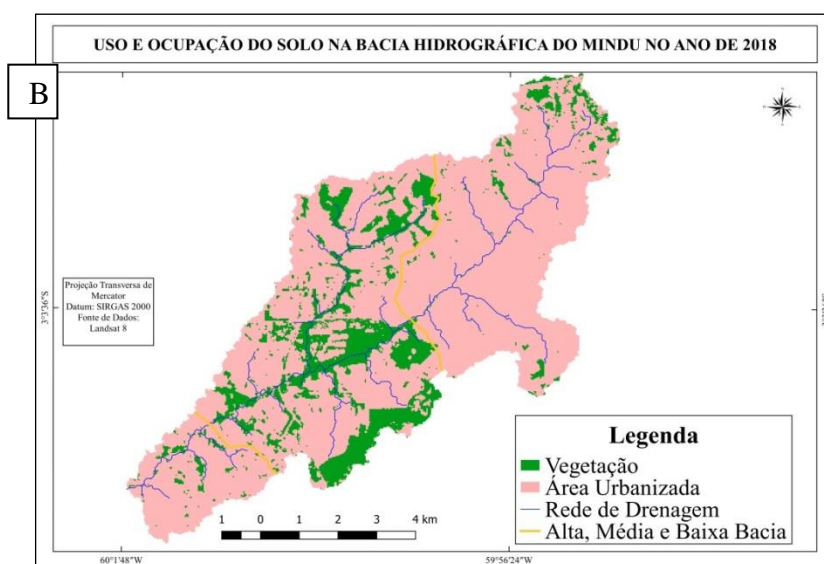 USO E OCUPAÇÃO DO SOLO NA BACIA HIDROGRÁFICA DO MINDU NO ANO DE 2018
B
3°3'36"S
Projeção Transversa de
Mercator
Datum: SIRGAS 2000
Fonte de Dados:
Landsat 8
Legenda
Vegetação
Área Urbanizada
Rede de Drenagem
Alta, Média e Baixa Bacia
1 0 1 2 3 4 km
60°1'48"W
59°56'24"W